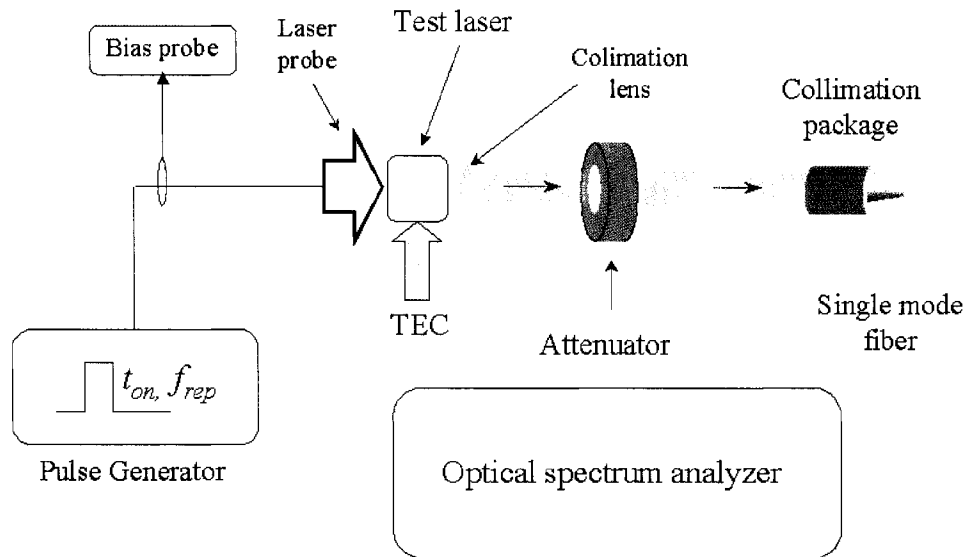 Bias probe
Laser
probe
Test laser
Colimation
lens
Collimation
package
TEC
Attenuator
Single mode
fiber
t_on, f_rep
Pulse Generator
Optical spectrum analyzer